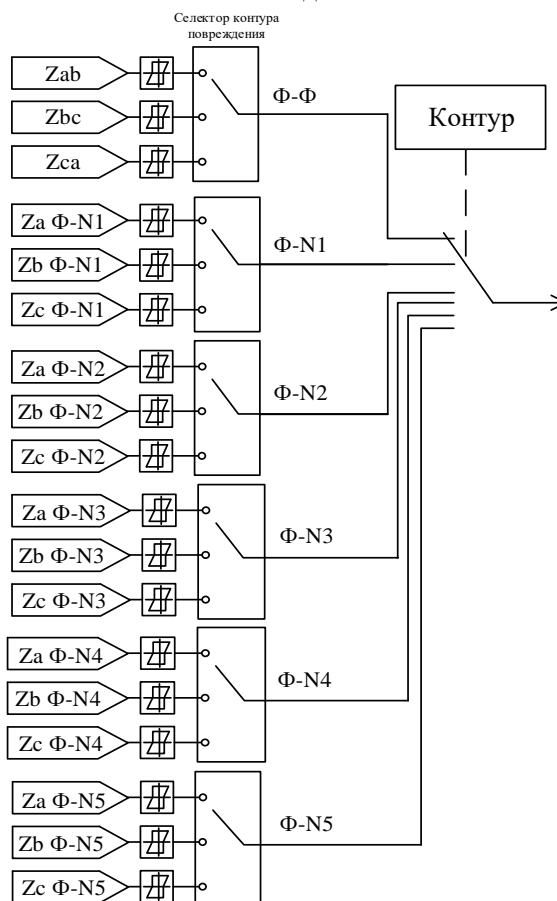 Селектор контура
повреждения
Zab
Zbc
Zca
Ф-Ф
Контур
Za Ф-N1
Zb Ф-N1
Zc Ф-N1
Ф-N1
Za Ф-N2
Zb Ф-N2
Zc Ф-N2
Ф-N2
Za Ф-N3
Zb Ф-N3
Zc Ф-N3
Ф-N3
Za Ф-N4
Zb Ф-N4
Zc Ф-N4
Ф-N4
Za Ф-N5
Zb Ф-N5
Zc Ф-N5
Ф-N5